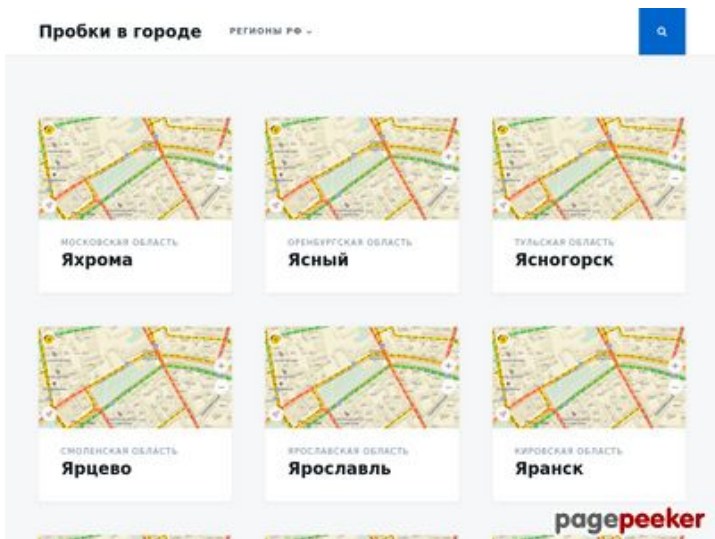 Пробки в городе
РЕГИОНЫ РФ
МОСКОВСКАЯ ОБЛАСТЬ
Яхрома
ОРЕНБУРГСКАЯ ОБЛАСТЬ
Ясный
ТУЛЬСКАЯ ОБЛАСТЬ
Ясногорск
СМОЛЕНСКАЯ ОБЛАСТЬ
Ярцево
ЯРОСЛАВСКАЯ ОБЛАСТЬ
Ярославль
КИРОВСКАЯ ОБЛАСТЬ
Яранск
pagepeeker